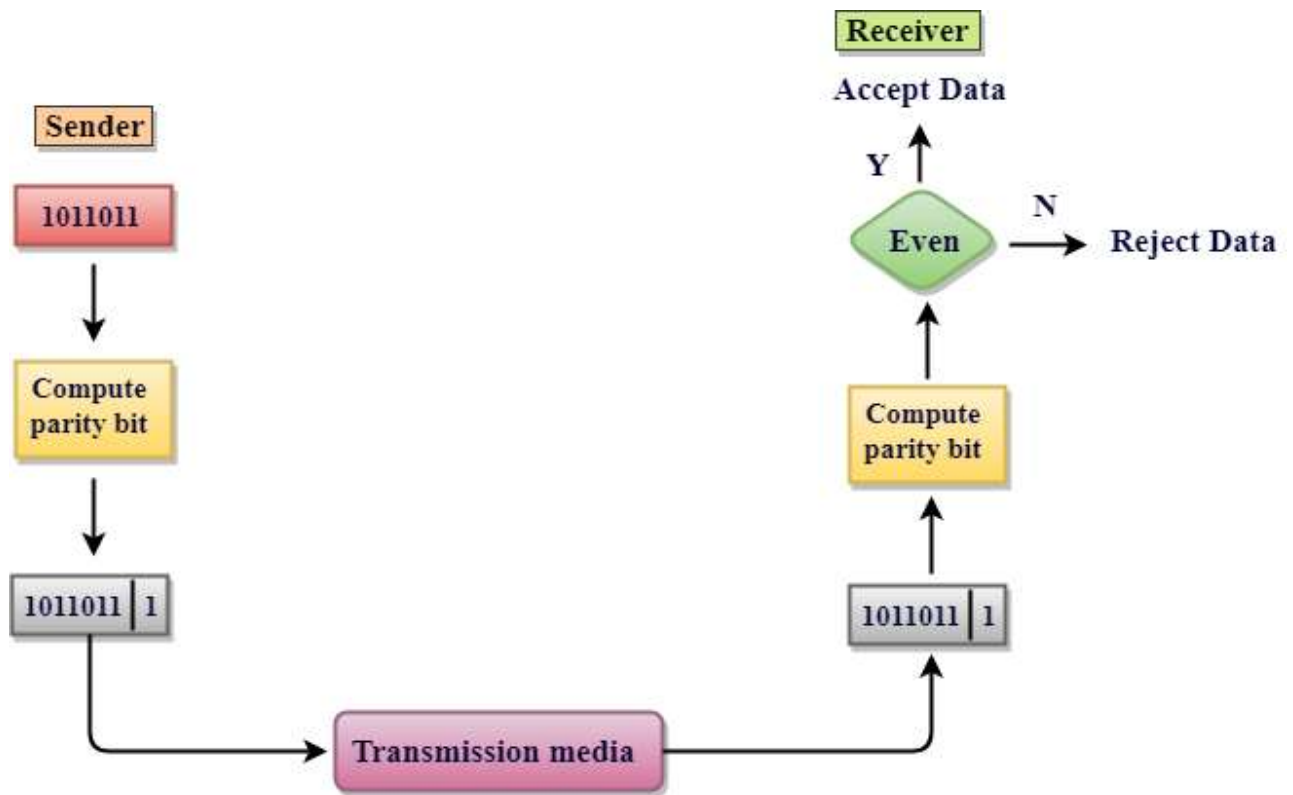 Sender
1011011
Compute
parity bit
1011011 1
Transmission media
1011011 1
Compute
parity bit
Even
Y
N
Accept Data
Reject Data
Receiver